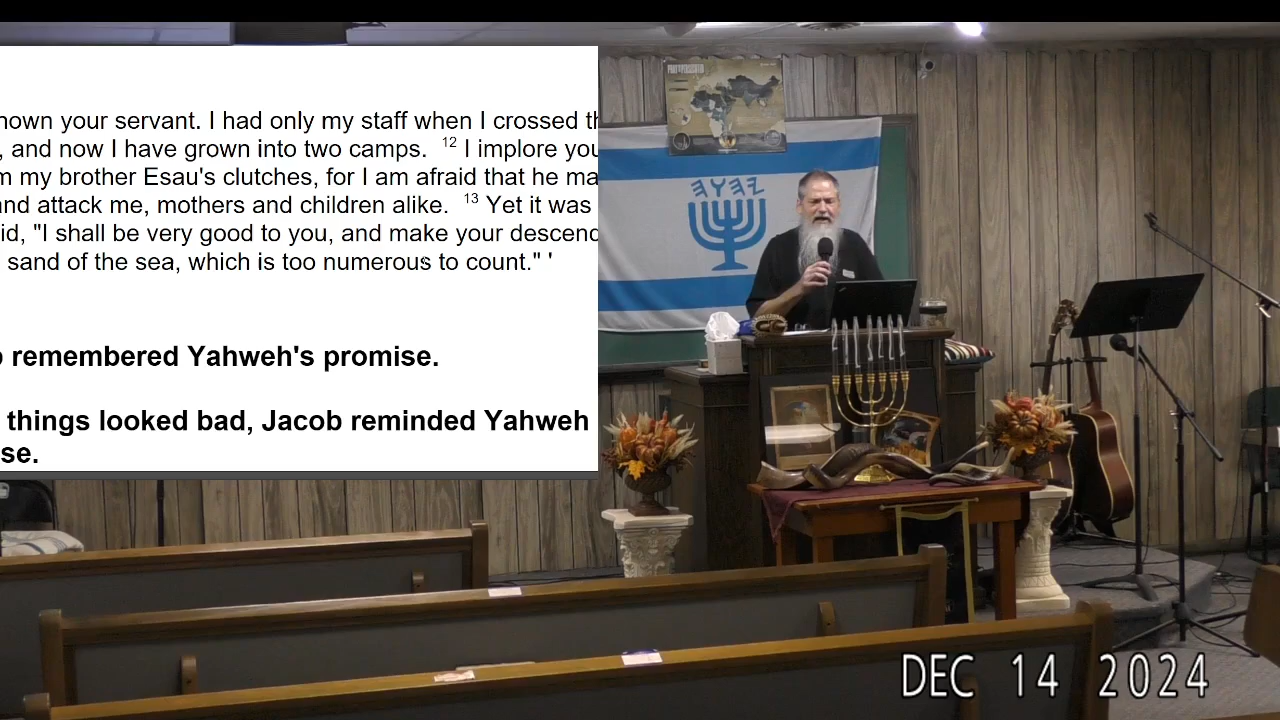 nown your servant. I had only my staff when I crossed th
, and now I have grown into two camps. 12 I implore you
m my brother Esau's clutches, for I am afraid that he ma
and attack me, mothers and children alike. 13 Yet it was
id, "I shall be very good to you, and make your descend
sand of the sea, which is too numerous to count." '
o remembered Yahweh's promise.
things looked bad, Jacob reminded Yahweh
se.
𐤉𐤄𐤅𐤄
DEC 14 2024